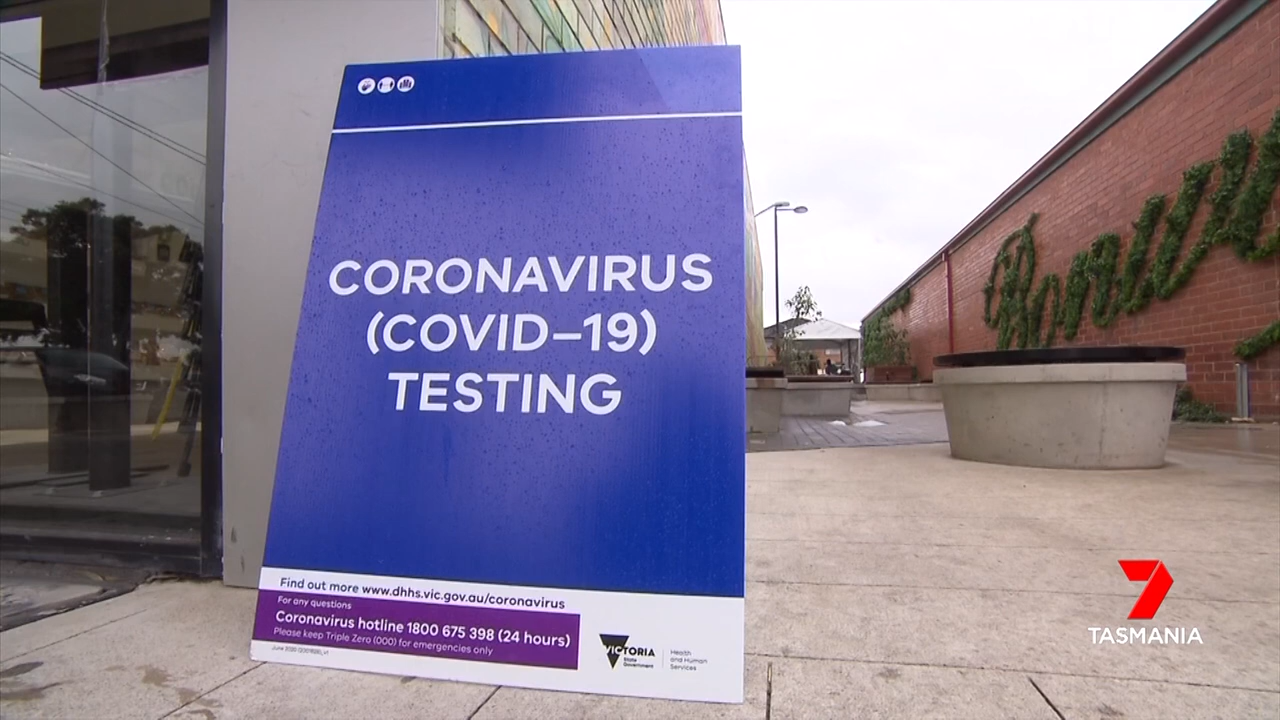 CORONAVIRUS
(COVID–19)
TESTING
Find out more www.dhhs.vic.gov.au/coronavirus
For any questions
Coronavirus hotline 1800 675 398 (24 hours)
Please keep Triple Zero (000) for emergencies only
VICTORIA
State
Government
Health
and Human
Services
7
TASMANIA